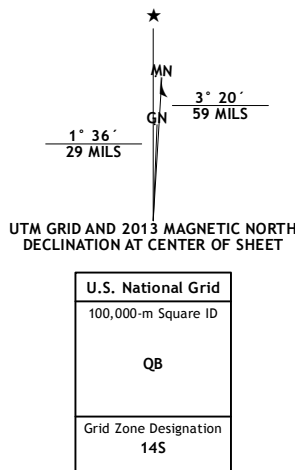 ★
MN
GN
3° 20´
59 MILS
1° 36´
29 MILS
UTM GRID AND 2013 MAGNETIC NORTH
DECLINATION AT CENTER OF SHEET
U.S. National Grid
100,000-m Square ID
QB
Grid Zone Designation
14S